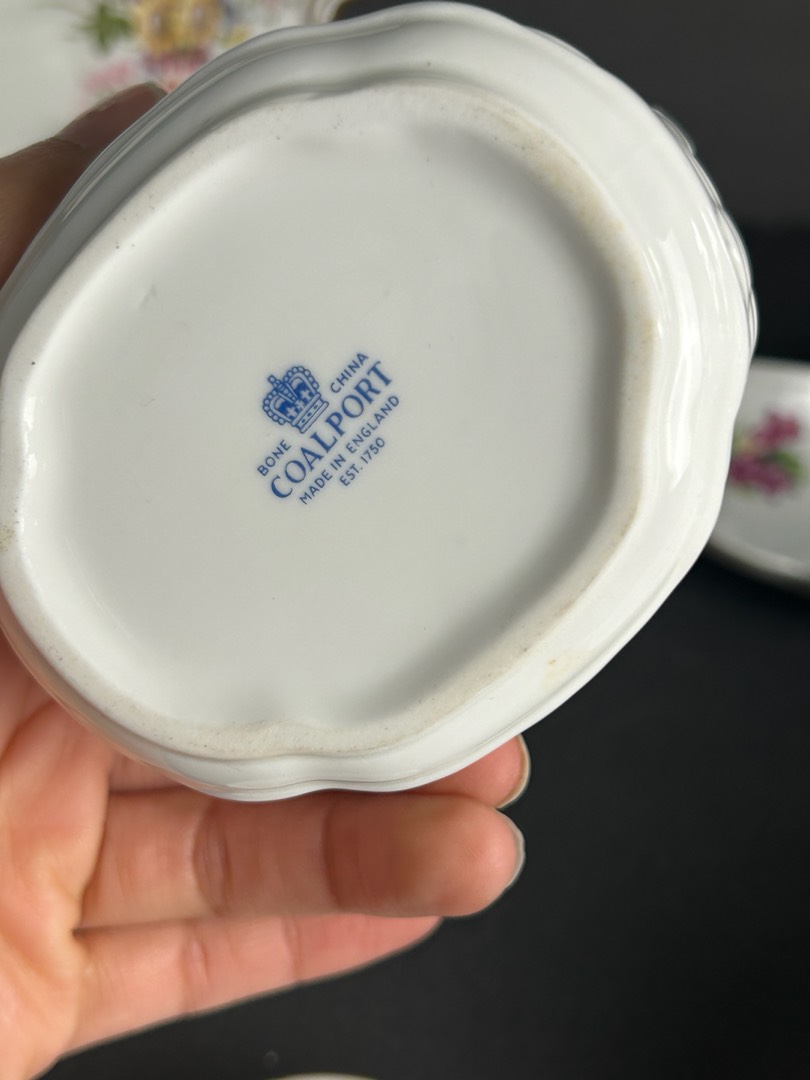 BONE CHINA
COALPORT
MADE IN ENGLAND
EST. 1750